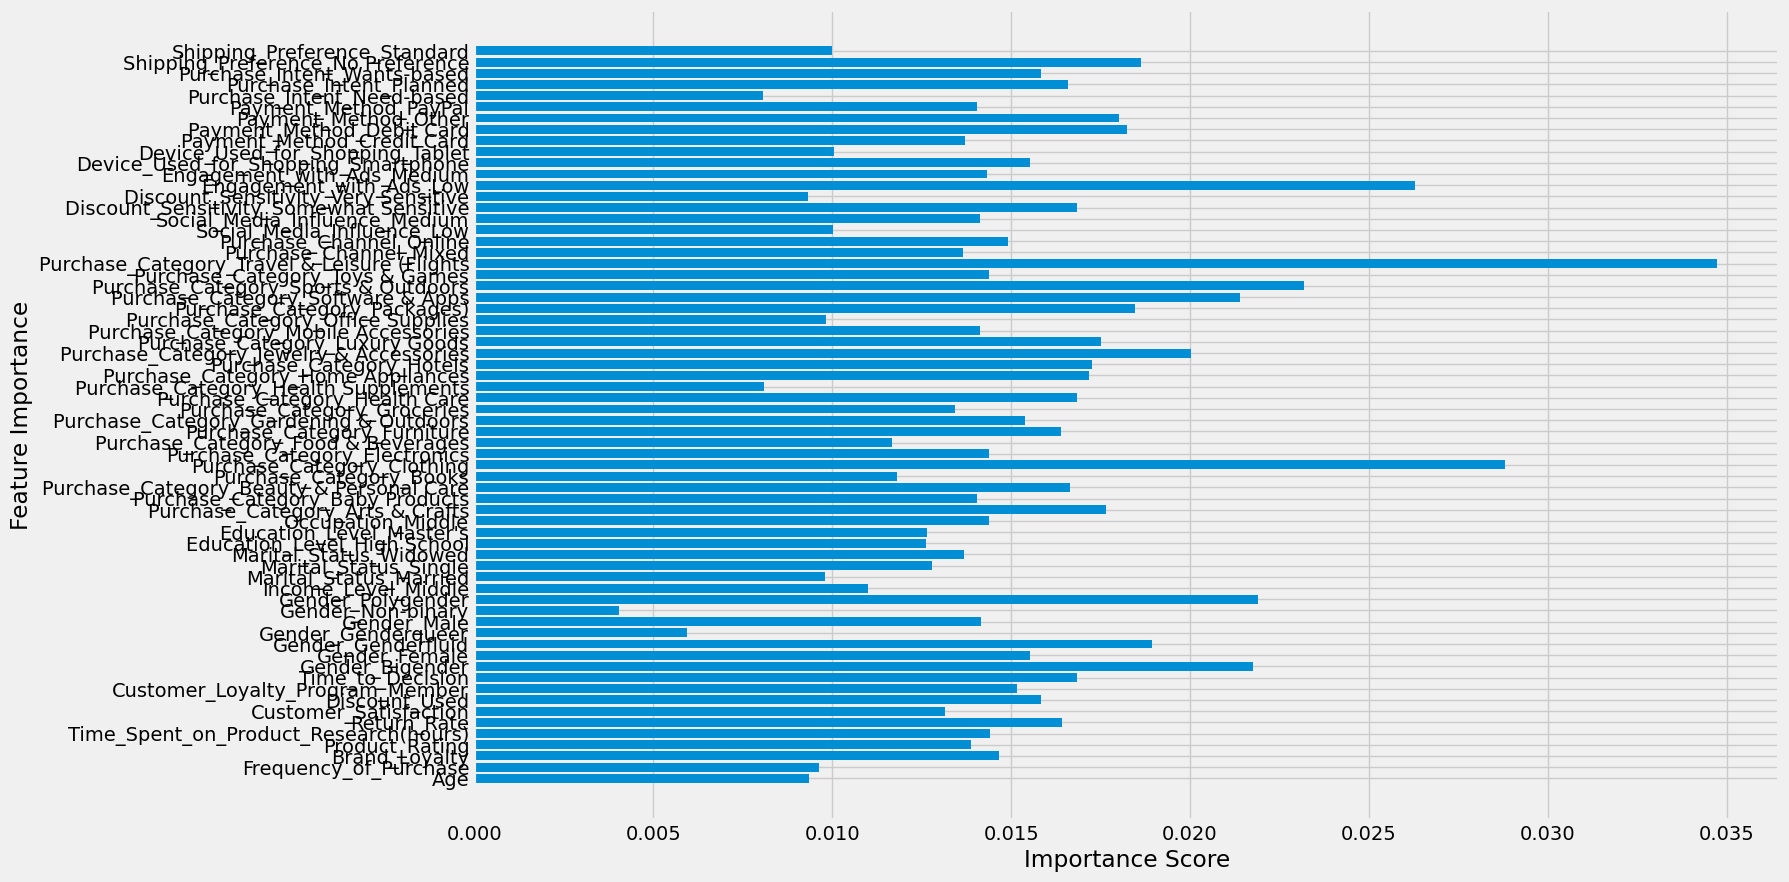 Shipping_Preference_Standard
Shipping_Preference_No Preference
Purchase_Intent_Wants-based
Purchase_Intent_Planned
Purchase_Intent_Need-based
Payment_Method_PayPal
Payment_Method_Other
Payment_Method_Debit Card
Payment_Method_Credit Card
Device_Used_for_Shopping_Tablet
Device_Used_for_Shopping_Smartphone
Engagement_with_Ads_Medium
Engagement_with_Ads_Low
Discount_Sensitivity_Very Sensitive
Discount_Sensitivity_Somewhat Sensitive
Social_Media_Influence_Medium
Social_Media_Influence_Low
Purchase_Channel_Online
Purchase_Channel_Mixed
Purchase_Category_Travel & Leisure (Flights
Purchase_Category_Toys & Games
Purchase_Category_Sports & Outdoors
Purchase_Category_Software & Apps
Purchase_Category_Packages)
Purchase_Category_Office Supplies
Purchase_Category_Mobile Accessories
Purchase_Category_Luxury Goods
Purchase_Category_Jewelry & Accessories
Purchase_Category_Hotels
Purchase_Category_Home Appliances
Purchase_Category_Health Supplements
Purchase_Category_Health Care
Purchase_Category_Groceries
Purchase_Category_Gardening & Outdoors
Purchase_Category_Furniture
Purchase_Category_Food & Beverages
Purchase_Category_Electronics
Purchase_Category_Clothing
Purchase_Category_Books
Purchase_Category_Beauty & Personal Care
Purchase_Category_Baby Products
Purchase_Category_Arts & Crafts
Occupation_Middle
Education_Level_Master's
Education_Level_High School
Marital_Status_Widowed
Marital_Status_Single
Marital_Status_Married
Income_Level_Middle
Gender_Polygender
Gender_Non-binary
Gender_Male
Gender_Genderqueer
Gender_Genderfluid
Gender_Female
Gender_Bigender
Time_to_Decision
Customer_Loyalty_Program_Member
Discount_Used
Customer_Satisfaction
Return_Rate
Time_Spent_on_Product_Research(hours)
Product_Rating
Brand_Loyalty
Frequency_of_Purchase
Age
Feature Importance
0.000 0.005 0.010 0.015 0.020 0.025 0.030 0.035
Importance Score